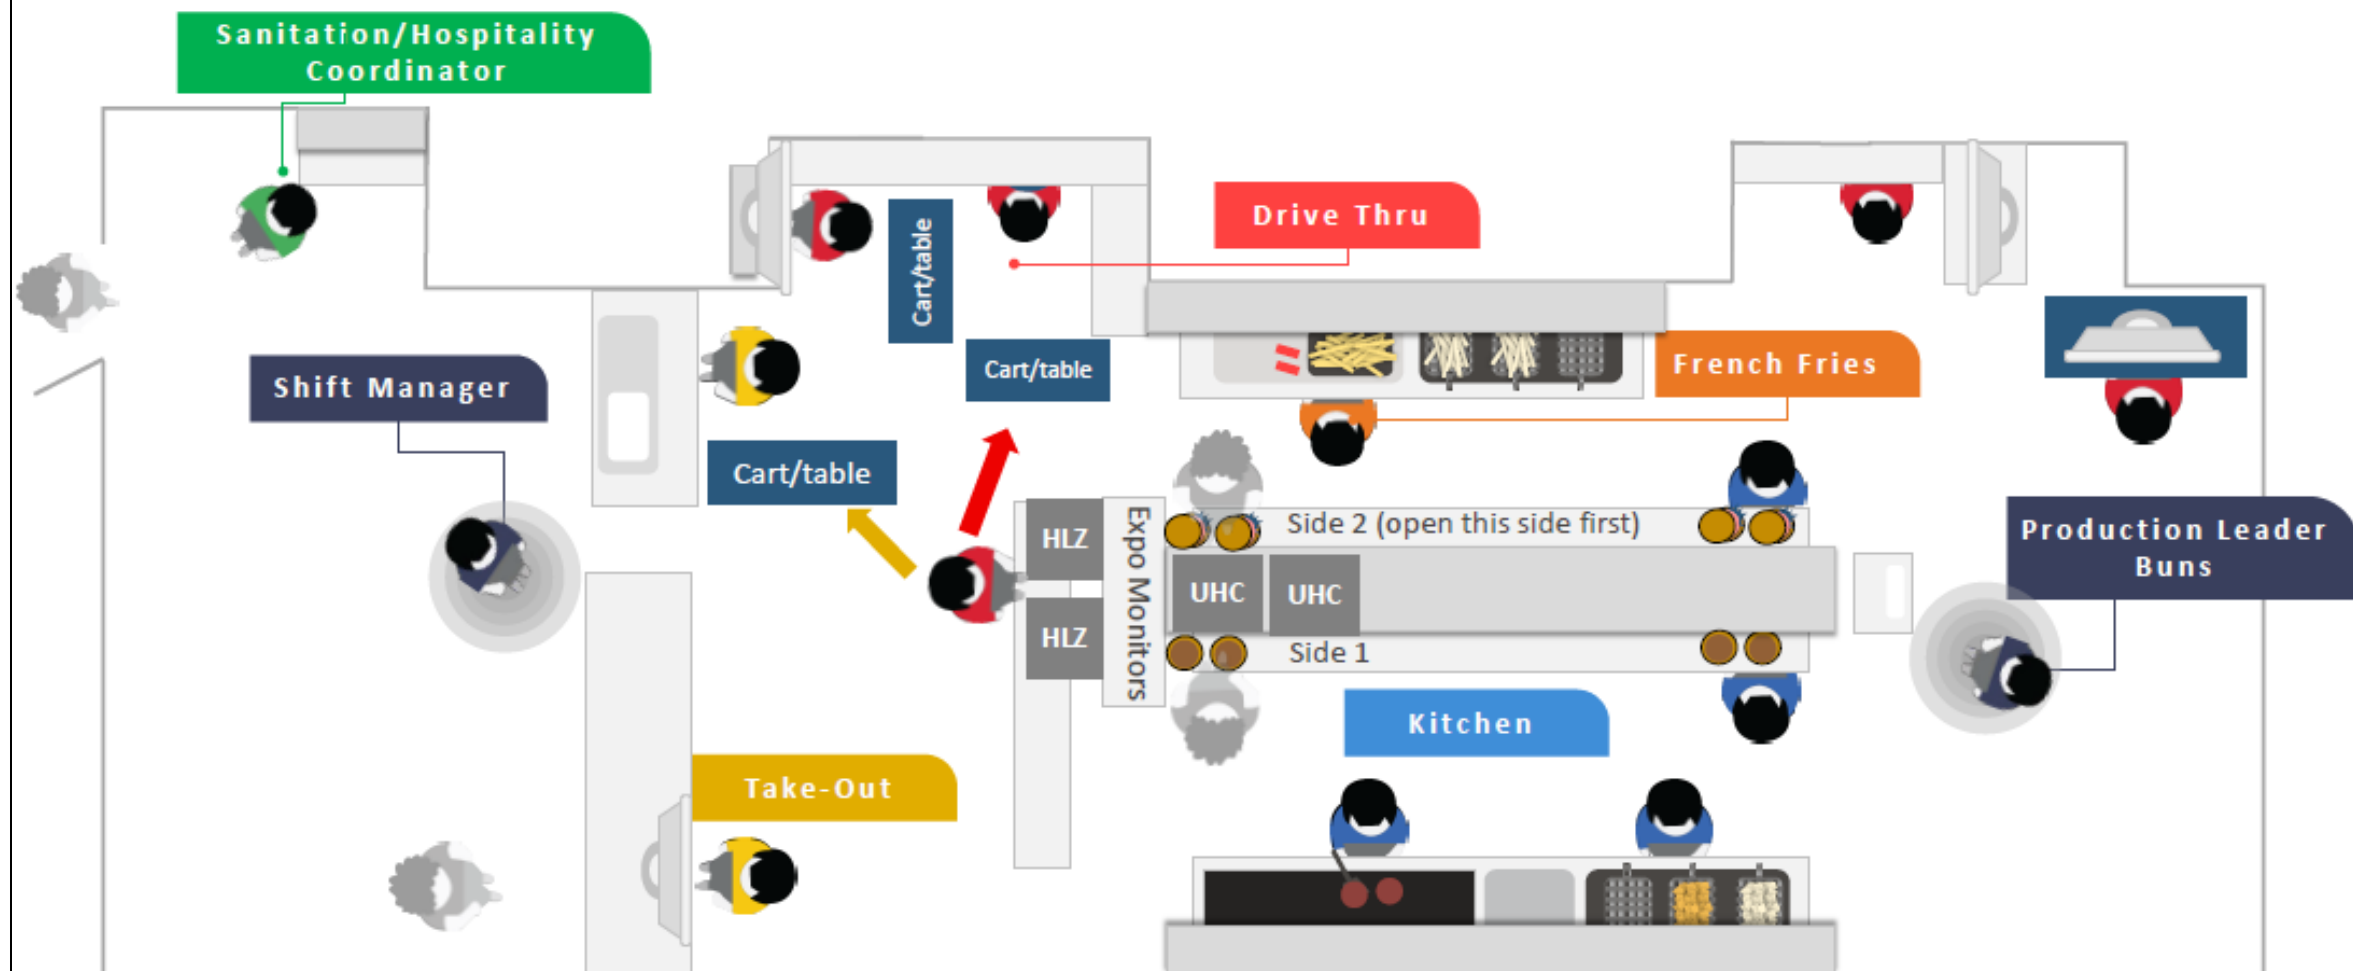 Sanitation/Hospitality
Coordinator
Drive Thru
Cart/table
Cart/table
French Fries
Shift Manager
Cart/table
Expo Monitors
HLZ
HLZ
Side 2 (open this side first)
UHC
UHC
Side 1
Production Leader
Buns
Kitchen
Take-Out